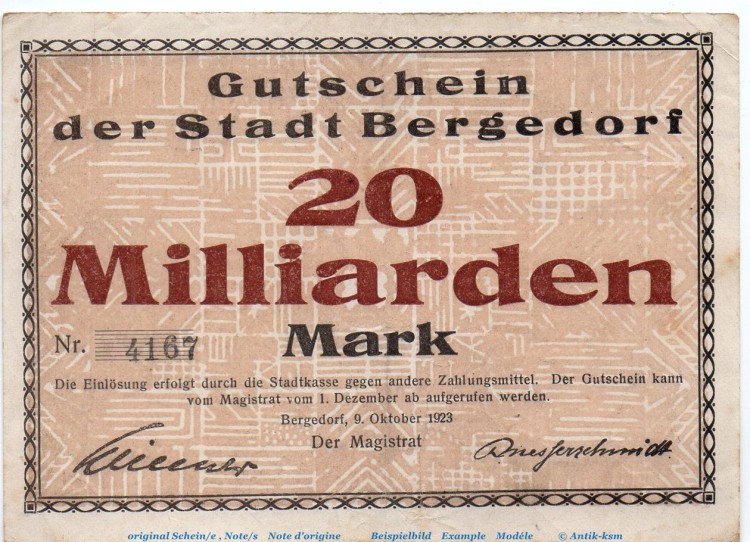 Gutschein
der Stadt Bergedorf
20
Milliarden
Mark
Nr. 4167
Die Einlösung erfolgt durch die Stadtkasse gegen andere Zahlungsmittel. Der Gutschein kann
vom Magistrat vom 1. Dezember ab aufgerufen werden.
Bergedorf, 9. Oktober 1923
Der Magistrat
original Schein/e , Note/s Note d'origine Beispielbild Example Modéle © Antik-ksm